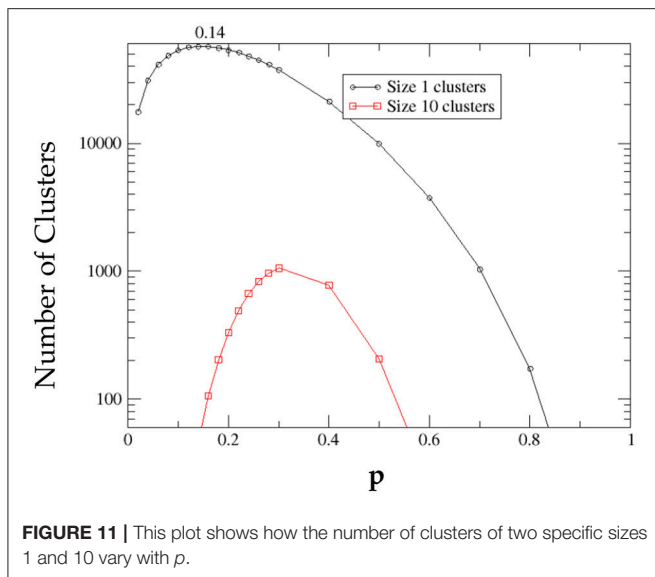 0.14
Size 1 clusters
Size 10 clusters
10000
1000
100
Number of Clusters
0
0.2
0.4
0.6
0.8
1
p
FIGURE 11 | This plot shows how the number of clusters of two specific sizes
1 and 10 vary with p.